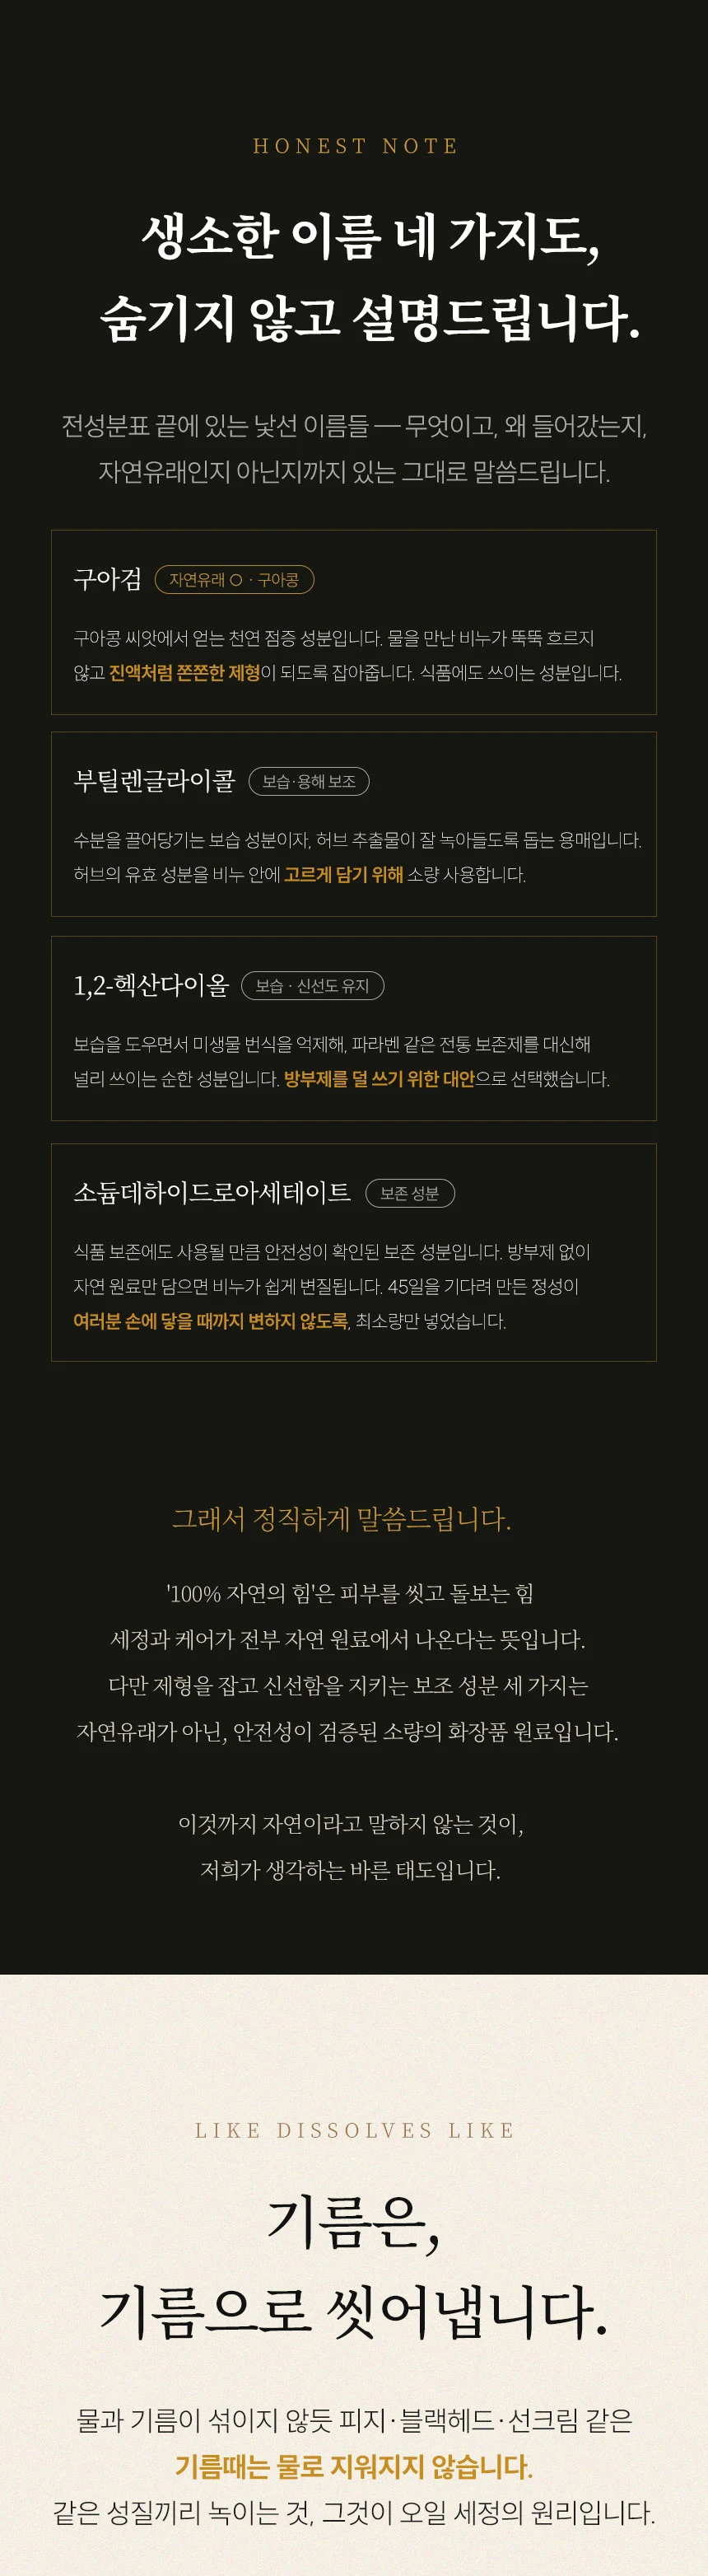 HONEST NOTE
생소한 이름 네 가지도,
숨기지 않고 설명드립니다.
전성분표 끝에 있는 낯선 이름들 — 무엇이고, 왜 들어갔는지,
자연유래인지 아닌지까지 있는 그대로 말씀드립니다.
구아검 자연유래 ○ · 구아콩
구아콩 씨앗에서 얻는 천연 점증 성분입니다. 물을 만난 비누가 뚝뚝 흐르지
않고 진액처럼 쫀쫀한 제형이 되도록 잡아줍니다. 식품에도 쓰이는 성분입니다.
부틸렌글라이콜 보습·용해 보조
수분을 끌어당기는 보습 성분이자, 허브 추출물이 잘 녹아들도록 돕는 용매입니다.
허브의 유효 성분을 비누 안에 고르게 담기 위해 소량 사용합니다.
1,2-헥산다이올 보습 · 신선도 유지
보습을 도우면서 미생물 번식을 억제해, 파라벤 같은 전통 보존제를 대신해
널리 쓰이는 순한 성분입니다. 방부제를 덜 쓰기 위한 대안으로 선택했습니다.
소듐데하이드로아세테이트 보존 성분
식품 보존에도 사용될 만큼 안전성이 확인된 보존 성분입니다. 방부제 없이
자연 원료만 담으면 비누가 쉽게 변질됩니다. 45일을 기다려 만든 정성이
여러분 손에 닿을 때까지 변하지 않도록, 최소량만 넣었습니다.
그래서 정직하게 말씀드립니다.
'100% 자연의 힘'은 피부를 씻고 돌보는 힘
세정과 케어가 전부 자연 원료에서 나온다는 뜻입니다.
다만 제형을 잡고 신선함을 지키는 보조 성분 세 가지는
자연유래가 아닌, 안전성이 검증된 소량의 화장품 원료입니다.
이것까지 자연이라고 말하지 않는 것이,
저희가 생각하는 바른 태도입니다.
LIKE DISSOLVES LIKE
기름은,
기름으로 씻어냅니다.
물과 기름이 섞이지 않듯 피지·블랙헤드·선크림 같은
기름때는 물로 지워지지 않습니다.
같은 성질끼리 녹이는 것, 그것이 오일 세정의 원리입니다.